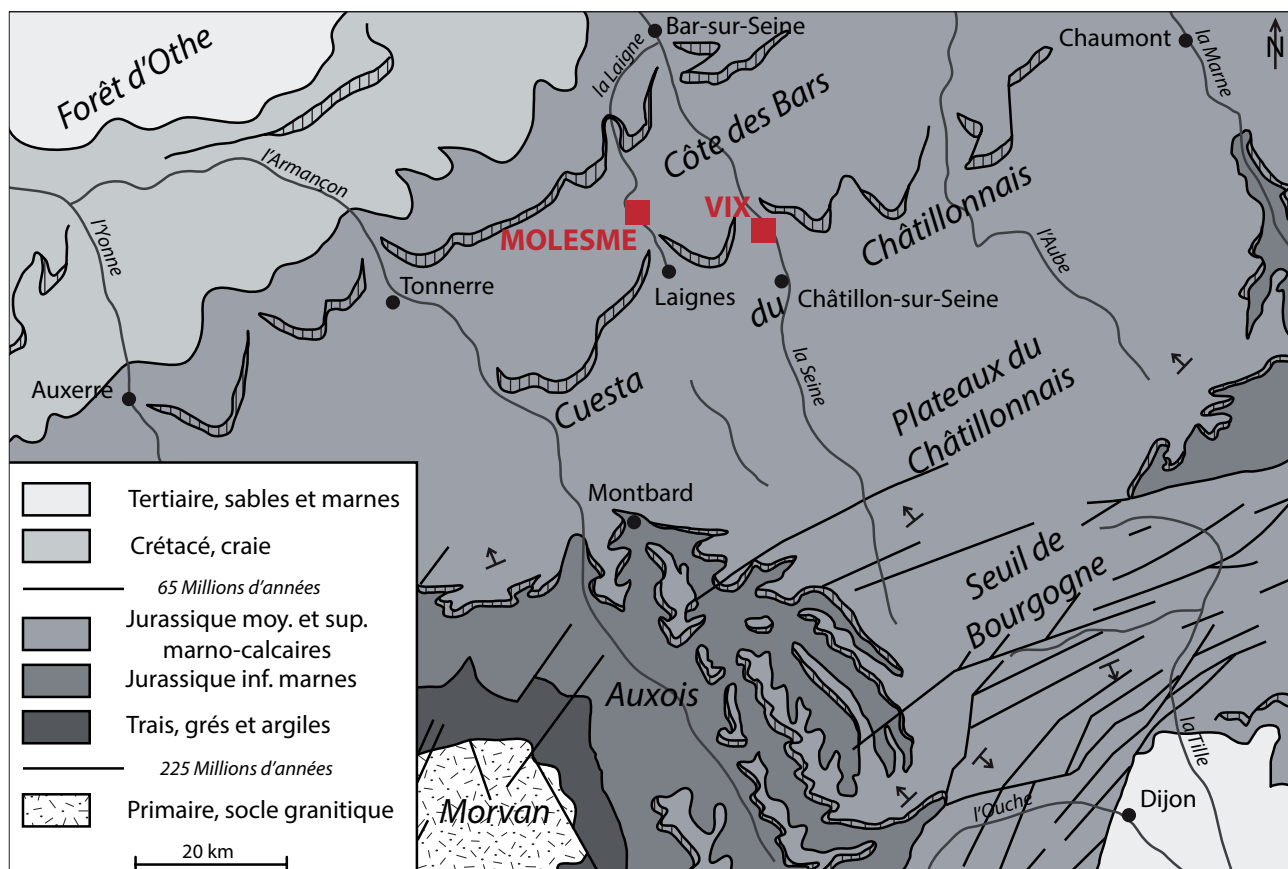 Bar-sur-Seine
Chaumont
N
Forêt d'Othe
la Laigne
la Marne
Côte des Bars
l'Armançon
VIX
MOLESME
Châtillonnais
l'Yonne
l'Aube
Tonnerre
Laignes
du
Châtillon-sur-Seine
la Seine
Auxerre
Cuesta
Plateaux du
Châtillonnais
Montbard
Seuil de
Bourgogne
Auxois
la Tille
Morvan
l'Ouche
Dijon
Tertiaire, sables et marnes
Crétacé, craie
65 Millions d'années
Jurassique moy. et sup.
marno-calcaires
Jurassique inf. marnes
Trais, grés et argiles
225 Millions d'années
Primaire, socle granitique
20 km